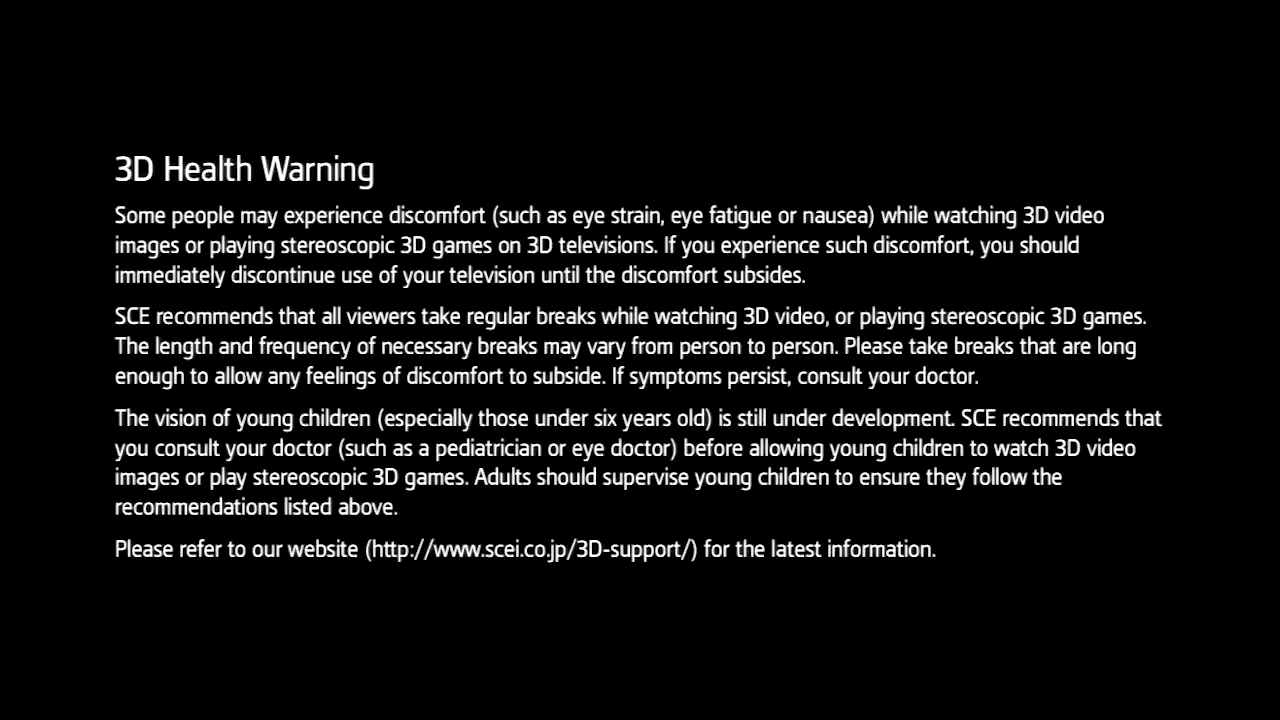 3D Health Warning
Some people may experience discomfort (such as eye strain, eye fatigue or nausea) while watching 3D video
images or playing stereoscopic 3D games on 3D televisions. If you experience such discomfort, you should
immediately discontinue use of your television until the discomfort subsides.
SCE recommends that all viewers take regular breaks while watching 3D video, or playing stereoscopic 3D games.
The length and frequency of necessary breaks may vary from person to person. Please take breaks that are long
enough to allow any feelings of discomfort to subside. If symptoms persist, consult your doctor.
The vision of young children (especially those under six years old) is still under development. SCE recommends that
you consult your doctor (such as a pediatrician or eye doctor) before allowing young children to watch 3D video
images or play stereoscopic 3D games. Adults should supervise young children to ensure they follow the
recommendations listed above.
Please refer to our website (http://www.scei.co.jp/3D-support/) for the latest information.